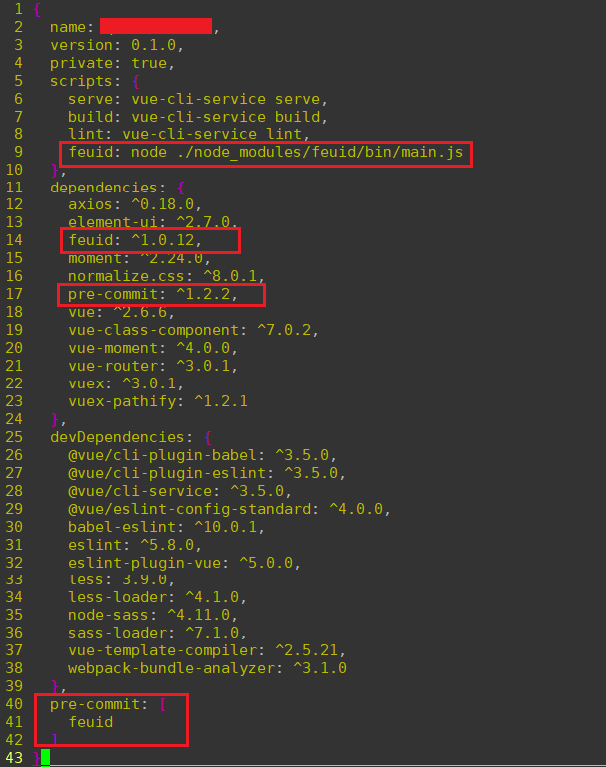 1 {
2 name: ,
3 version: 0.1.0,
4 private: true,
5 scripts: {
6 serve: vue-cli-service serve,
7 build: vue-cli-service build,
8 lint: vue-cli-service lint,
9 feuid: node ./node_modules/feuid/bin/main.js
10 },
11 dependencies: {
12 axios: ^0.18.0,
13 element-ui: ^2.7.0,
14 feuid: ^1.0.12,
15 moment: ^2.24.0,
16 normalize.css: ^8.0.1,
17 pre-commit: ^1.2.2,
18 vue: ^2.6.6,
19 vue-class-component: ^7.0.2,
20 vue-moment: ^4.0.0,
21 vue-router: ^3.0.1,
22 vuex: ^3.0.1,
23 vuex-pathify: ^1.2.1
24 },
25 devDependencies: {
26 @vue/cli-plugin-babel: ^3.5.0,
27 @vue/cli-plugin-eslint: ^3.5.0,
28 @vue/cli-service: ^3.5.0,
29 @vue/eslint-config-standard: ^4.0.0,
30 babel-eslint: ^10.0.1,
31 eslint: ^5.8.0,
32 eslint-plugin-vue: ^5.0.0,
33 less: 3.9.0,
34 less-loader: ^4.1.0,
35 node-sass: ^4.11.0,
36 sass-loader: ^7.1.0,
37 vue-template-compiler: ^2.5.21,
38 webpack-bundle-analyzer: ^3.1.0
39 },
40 pre-commit: [
41 feuid
42 ]
43 }